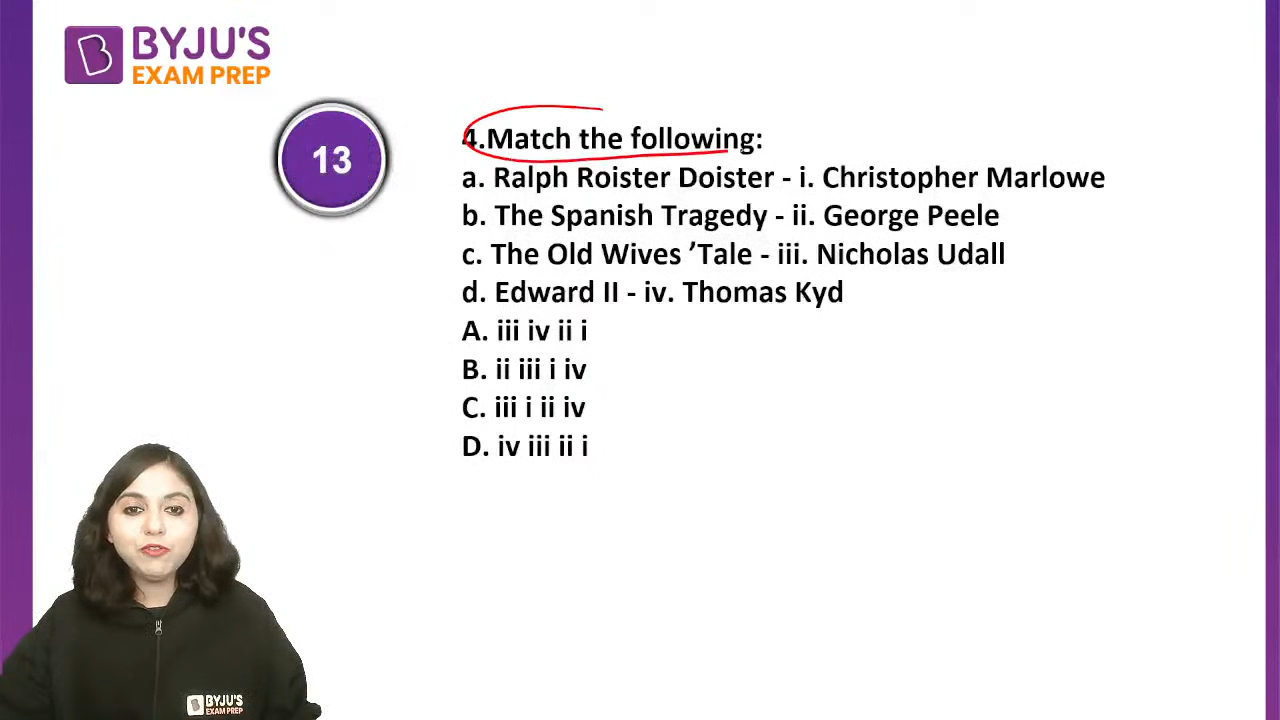 BYJU'S
EXAM PREP
13
4.Match the following:
a. Ralph Roister Doister - i. Christopher Marlowe
b. The Spanish Tragedy - ii. George Peele
c. The Old Wives ’Tale - iii. Nicholas Udall
d. Edward II - iv. Thomas Kyd
A. iii iv ii i
B. ii iii i iv
C. iii i ii iv
D. iv iii ii i
BYJU'S
EXAM PREP